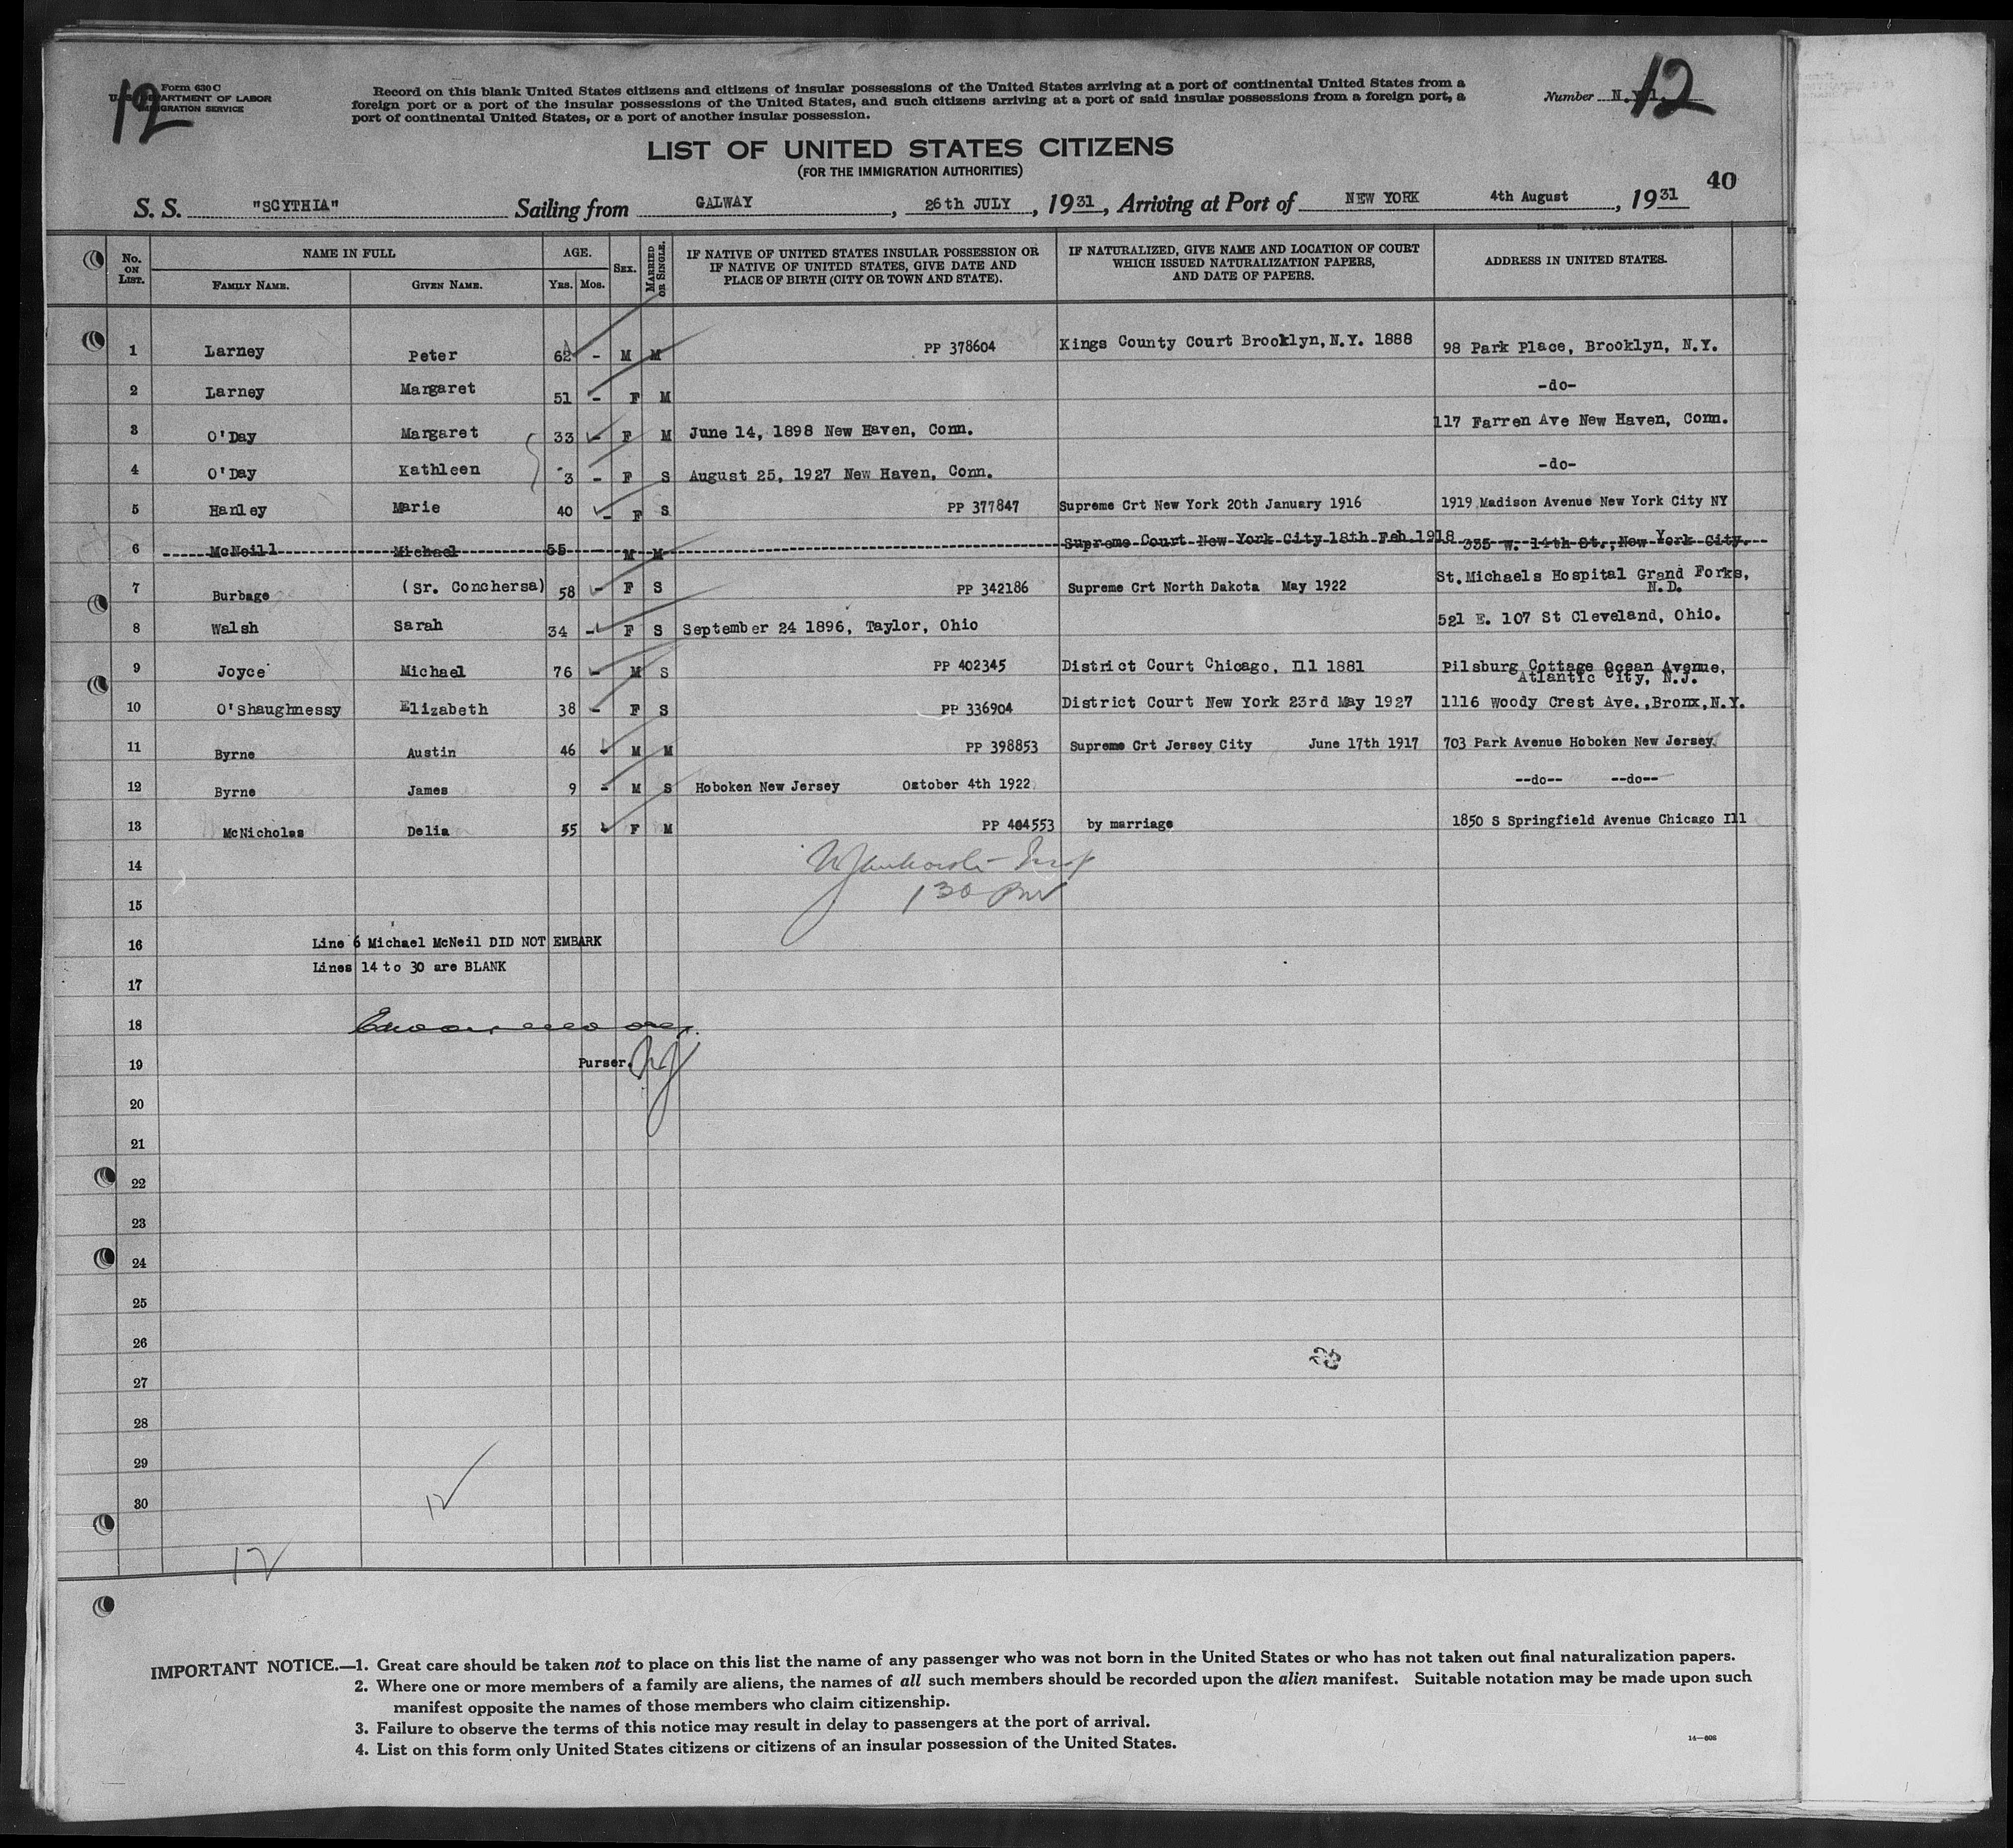 12
Form 630 C
U. S. DEPARTMENT OF LABOR
IMMIGRATION SERVICE
Record on this blank United States citizens and citizens of insular possessions of the United States arriving at a port of continental United States from a
foreign port or a port of the insular possessions of the United States, and such citizens arriving at a port of said insular possessions from a foreign port, a
port of continental United States, or a port of another insular possession.
Number N.Y.1.
12
LIST OF UNITED STATES CITIZENS
(FOR THE IMMIGRATION AUTHORITIES)
40
S. S. "SCYTHIA" Sailing from GALWAY, 26th JULY, 1931, Arriving at Port of NEW YORK 4th August, 1931
No. ON LIST. NAME IN FULL AGE. SEX. MARRIED OR SINGLE. IF NATIVE OF UNITED STATES INSULAR POSSESSION OR IF NATIVE OF UNITED STATES, GIVE DATE AND PLACE OF BIRTH (CITY OR TOWN AND STATE). IF NATURALIZED, GIVE NAME AND LOCATION OF COURT WHICH ISSUED NATURALIZATION PAPERS, AND DATE OF PAPERS. ADDRESS IN UNITED STATES.
FAMILY NAME. GIVEN NAME. YRS. MOS.
1 Larney Peter 62 - M M PP 378604 Kings County Court Brooklyn, N.Y. 1888 98 Park Place, Brooklyn, N.Y.
2 Larney Margaret 51 - F M -do-
3 O'Day Margaret 33 - F M June 14, 1898 New Haven, Conn. 117 Farren Ave New Haven, Conn.
4 O'Day Kathleen 3 - F S August 25, 1927 New Haven, Conn. -do-
5 Hanley Marie 40 - F S PP 377847 Supreme Crt New York 20th January 1916 1919 Madison Avenue New York City NY
6 McNeill Michael 55 M M Supreme Court New York City 18th Feb 1918 335 W. 14th St., New York City.
7 Burbage (Sr. Conchersa) 58 - F S PP 342186 Supreme Crt North Dakota May 1922 St.Michaels Hospital Grand Forks, N.D.
8 Walsh Sarah 34 - F S September 24 1896, Taylor, Ohio 521 E. 107 St Cleveland, Ohio.
9 Joyce Michael 76 - M S PP 402345 District Court Chicago, Ill 1881 Pilsburg Cottage Ocean Avenue, Atlantic City, N.J.
10 O'Shaughnessy Elizabeth 38 - F S PP 336904 District Court New York 23rd May 1927 1116 Woody Crest Ave.,Bronx,N.Y.
11 Byrne Austin 46 - M M PP 398853 Supreme Crt Jersey City June 17th 1917 703 Park Avenue Hoboken New Jersey.
12 Byrne James 9 - M S Hoboken New Jersey October 4th 1922 --do-- --do--
13 McNicholas Delia 55 - F M PP 404553 by marriage 1850 S Springfield Avenue Chicago Ill
14
130 PM
15
16 Line 6 Michael McNeil DID NOT EMBARK
Lines 14 to 30 are BLANK
17
18
19 Purser.
20
21
22
23
24
25
26
27
28
29
30
12
12
IMPORTANT NOTICE.—1. Great care should be taken not to place on this list the name of any passenger who was not born in the United States or who has not taken out final naturalization papers.
2. Where one or more members of a family are aliens, the names of all such members should be recorded upon the alien manifest. Suitable notation may be made upon such
manifest opposite the names of those members who claim citizenship.
3. Failure to observe the terms of this notice may result in delay to passengers at the port of arrival.
4. List on this form only United States citizens or citizens of an insular possession of the United States.
14—608